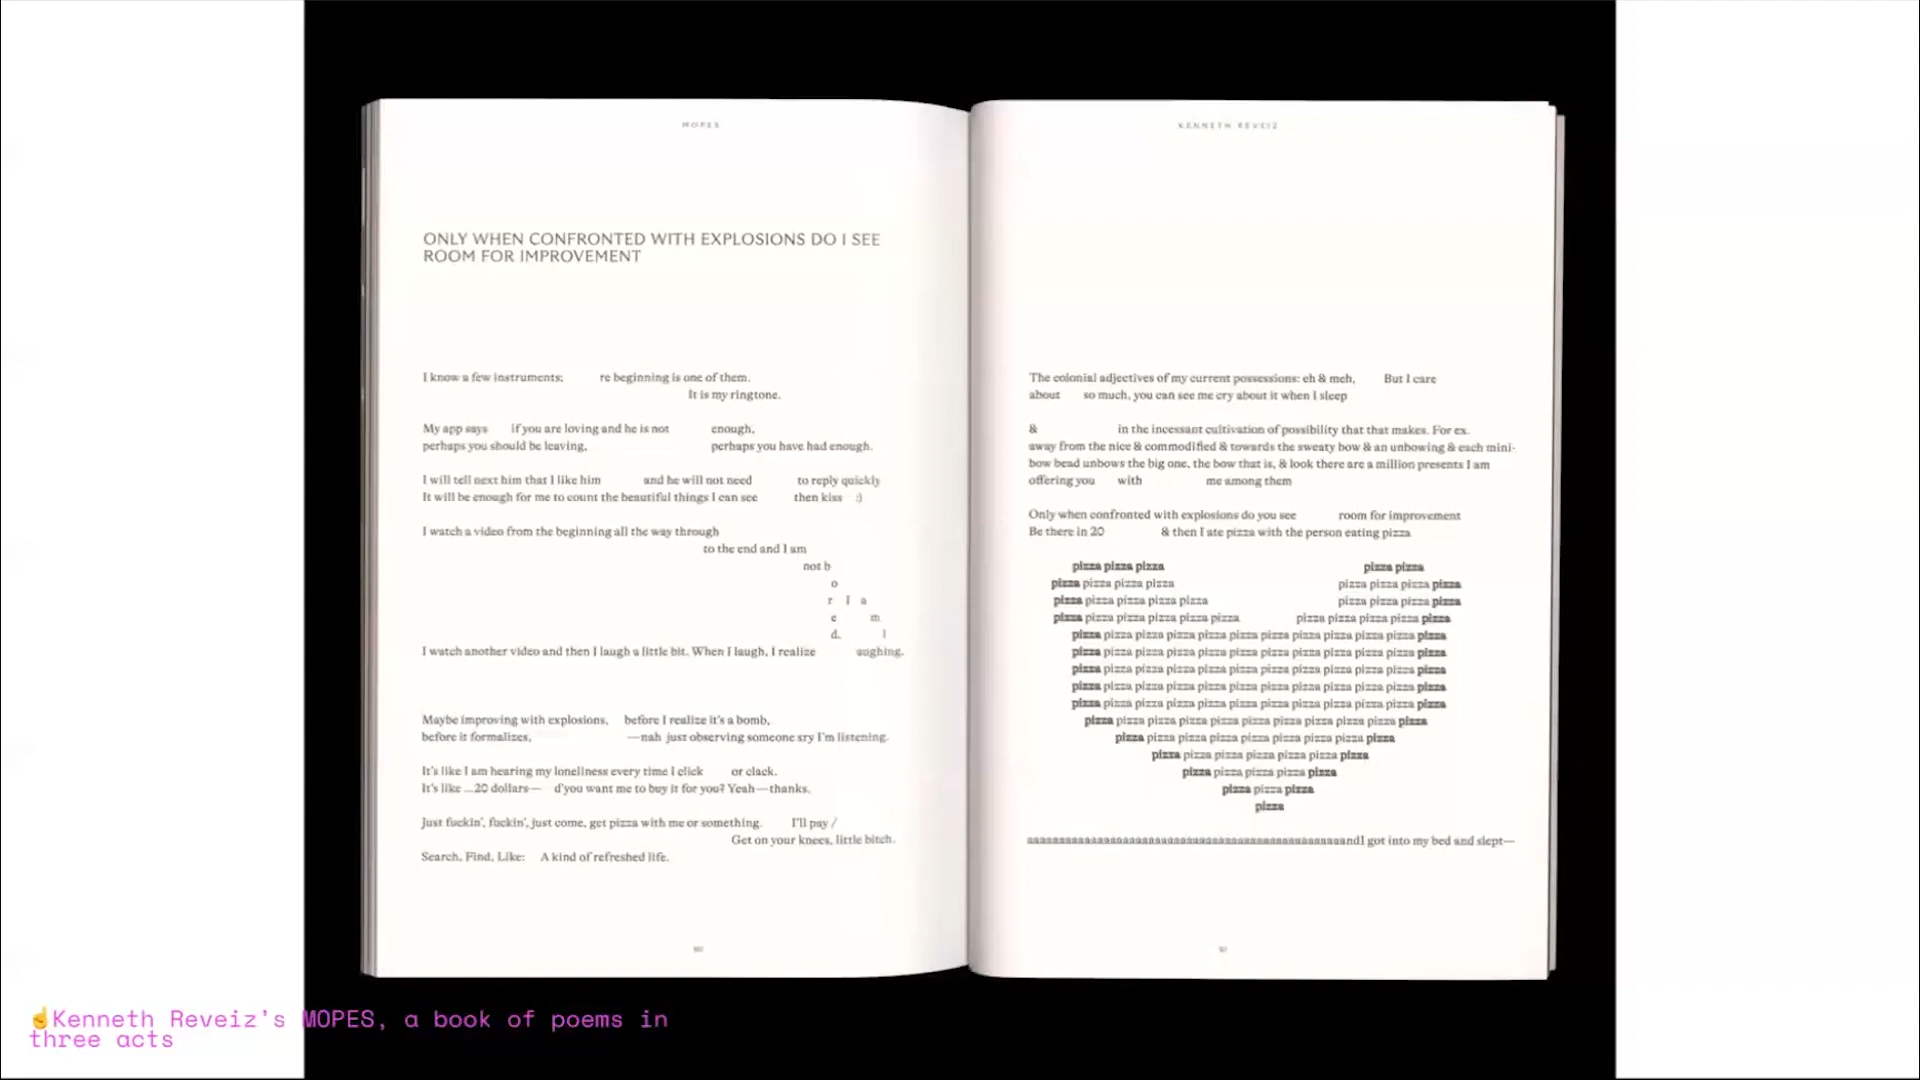 MOPES
ONLY WHEN CONFRONTED WITH EXPLOSIONS DO I SEE
ROOM FOR IMPROVEMENT
I know a few instruments; re beginning is one of them.
It is my ringtone.
My app says if you are loving and he is not enough,
perhaps you should be leaving, perhaps you have had enough.
I will tell next him that I like him and he will not need to reply quickly
It will be enough for me to count the beautiful things I can see then kiss :)
I watch a video from the beginning all the way through
to the end and I am
not b
o
r I a
e m
d. l
I watch another video and then I laugh a little bit. When I laugh, I realize aughing.
Maybe improving with explosions, before I realize it's a bomb,
before it formalizes, —nah just observing someone sry I'm listening.
It's like I am hearing my loneliness every time I click or clack.
It's like ...20 dollars— d'you want me to buy it for you? Yeah—thanks.
Just fuckin', fuckin', just come, get pizza with me or something. I'll pay /
Get on your knees, little bitch.
Search, Find, Like: A kind of refreshed life.
KENNETH REVEIZ
The colonial adjectives of my current possessions: eh & meh, But I care
about so much, you can see me cry about it when I sleep
& in the incessant cultivation of possibility that that makes. For ex.
away from the nice & commodified & towards the sweaty bow & an unbowing & each mini-
bow bead unbows the big one, the bow that is, & look there are a million presents I am
offering you with me among them
Only when confronted with explosions do you see room for improvement
Be there in 20 & then I ate pizza with the person eating pizza
pizza pizza pizza pizza pizza
pizza pizza pizza pizza pizza pizza pizza pizza
pizza pizza pizza pizza pizza pizza pizza pizza pizza
pizza pizza pizza pizza pizza pizza pizza pizza pizza pizza pizza
pizza pizza pizza pizza pizza pizza pizza pizza pizza pizza pizza pizza
pizza pizza pizza pizza pizza pizza pizza pizza pizza pizza pizza pizza
pizza pizza pizza pizza pizza pizza pizza pizza pizza pizza pizza pizza
pizza pizza pizza pizza pizza pizza pizza pizza pizza pizza pizza pizza
pizza pizza pizza pizza pizza pizza pizza pizza pizza pizza pizza pizza
pizza pizza pizza pizza pizza pizza pizza pizza pizza pizza pizza
pizza pizza pizza pizza pizza pizza pizza pizza pizza
pizza pizza pizza pizza pizza pizza pizza
pizza pizza pizza pizza pizza
pizza pizza pizza
pizza
aaaaaaaaaaaaaaaaaaaaaaaaaaaaaaaaaaaaaaaaaaaaaaaaaandI got into my bed and slept—
☝Kenneth Reveiz's MOPES, a book of poems in
three acts